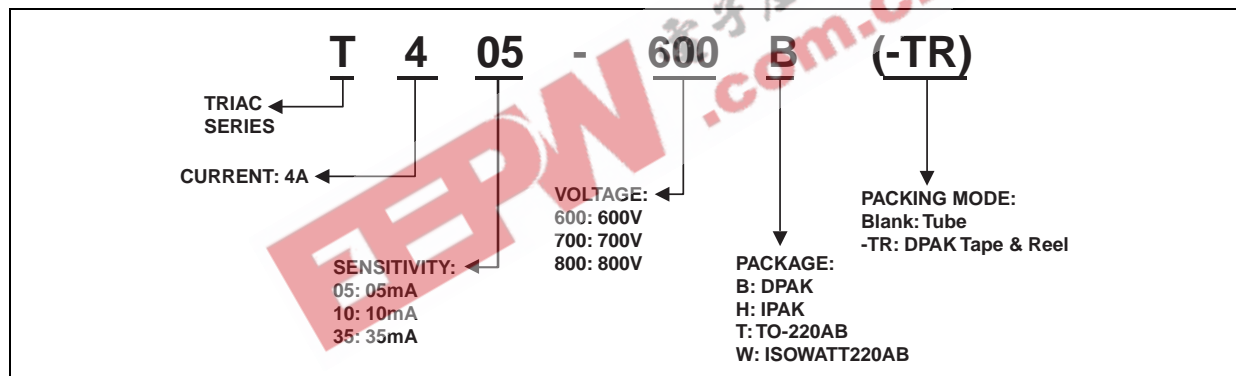 T 4 05 - 600 B (-TR)
TRIAC
SERIES
CURRENT: 4A
SENSITIVITY:
05: 05mA
10: 10mA
35: 35mA
VOLTAGE:
600: 600V
700: 700V
800: 800V
PACKAGE:
B: DPAK
H: IPAK
T: TO-220AB
W: ISOWATT220AB
PACKING MODE:
Blank: Tube
-TR: DPAK Tape & Reel
EEPW
.com.c